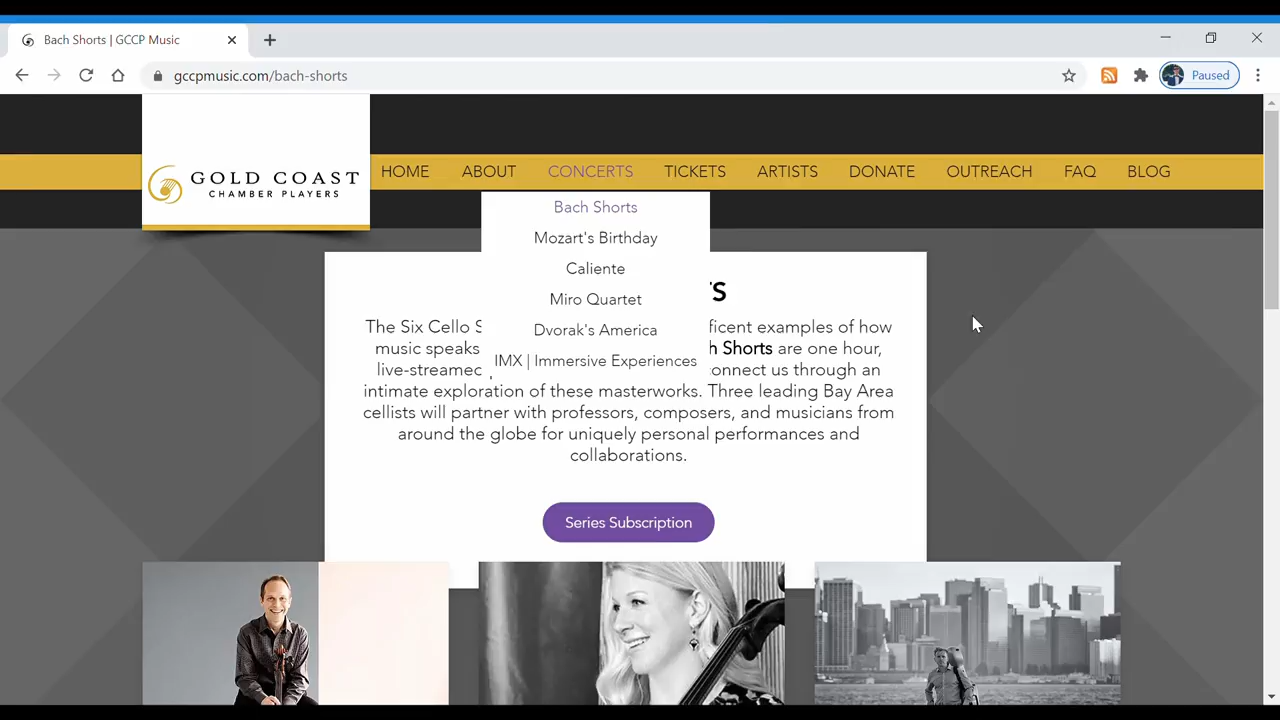 Bach Shorts | GCCP Music
gccpmusic.com/bach-shorts
Paused
GOLD COAST
CHAMBER PLAYERS
HOME ABOUT CONCERTS TICKETS ARTISTS DONATE OUTREACH FAQ BLOG
Bach Shorts
Mozart's Birthday
Caliente
Miro Quartet
Dvorak's America
IMX | Immersive Experiences
TS
The Six Cello S ficent examples of how
music speaks h Shorts are one hour,
live-streamed connect us through an
intimate exploration of these masterworks. Three leading Bay Area
cellists will partner with professors, composers, and musicians from
around the globe for uniquely personal performances and
collaborations.
Series Subscription